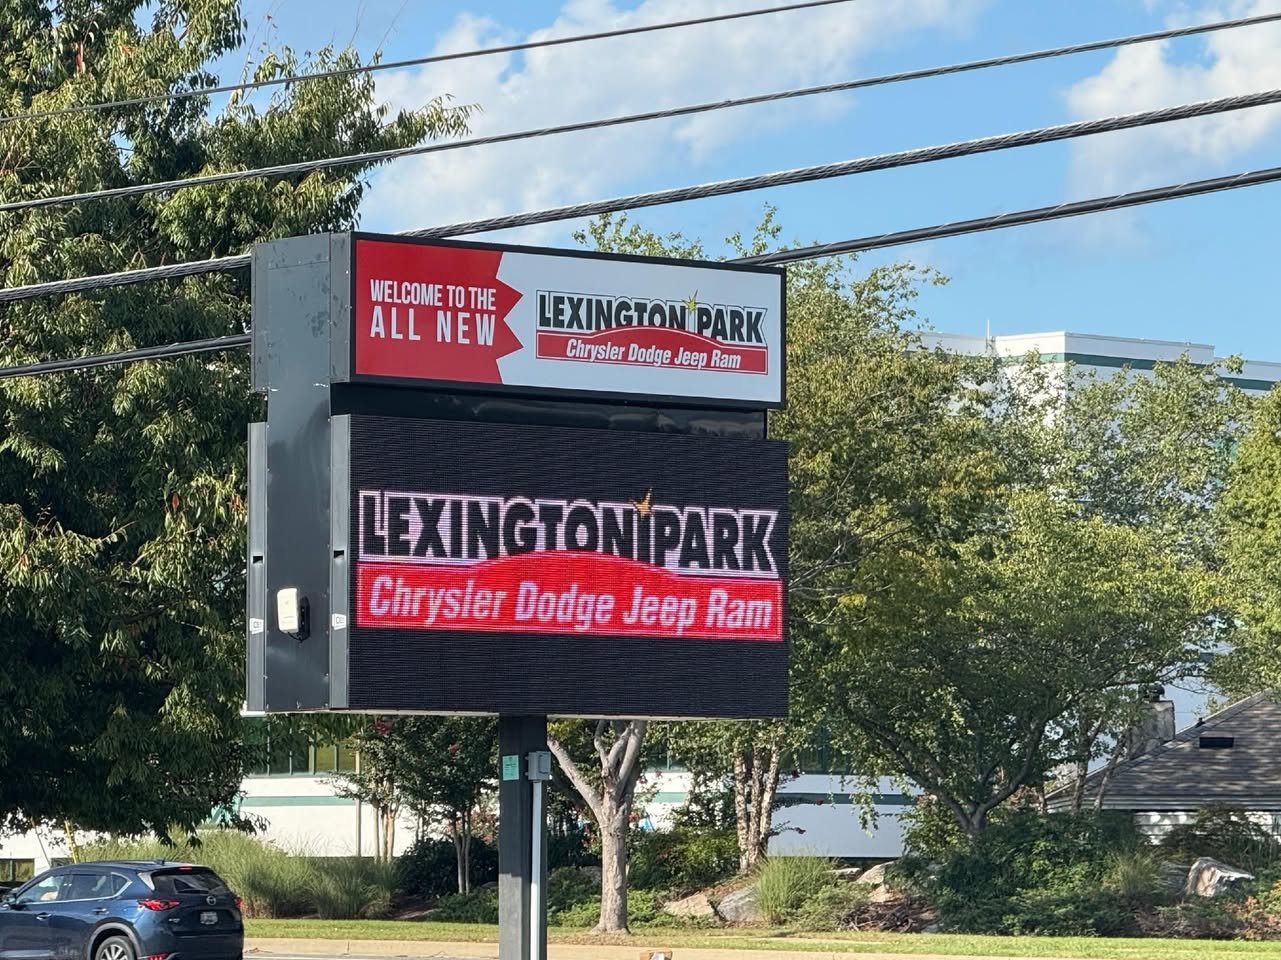 WELCOME TO THE
ALL NEW
LEXINGTON PARK
Chrysler Dodge Jeep Ram
LEXINGTON PARK
Chrysler Dodge Jeep Ram